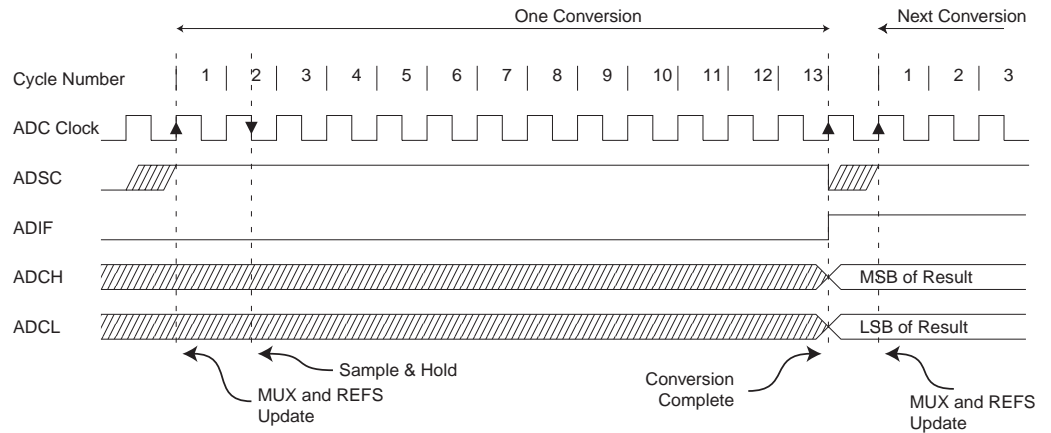 One Conversion Next Conversion
Cycle Number 1 2 3 4 5 6 7 8 9 10 11 12 13 1 2 3
ADC Clock
ADSC
ADIF
ADCH MSB of Result
ADCL LSB of Result
Sample & Hold
MUX and REFS
Update
Conversion
Complete
MUX and REFS
Update